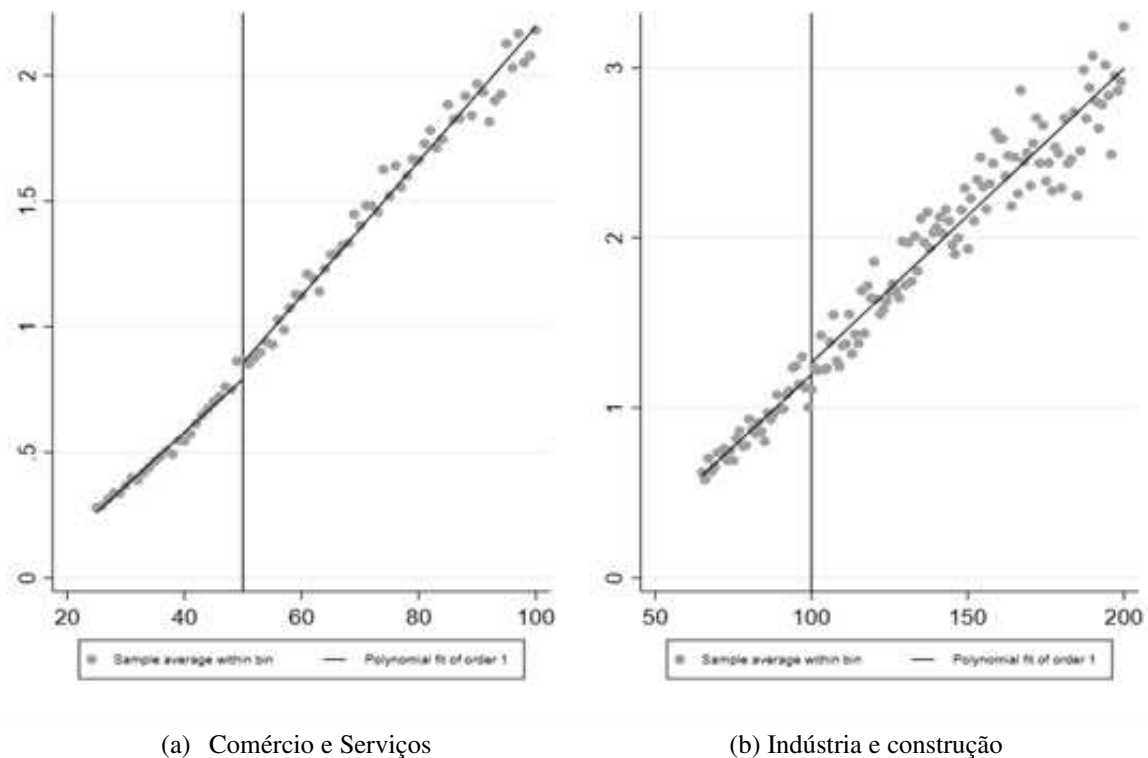 2
1.5
1
.5
0
20 40 60 80 100
Sample average within bin Polynomial fit of order 1
(a) Comércio e Serviços
3
2
1
0
50 100 150 200
Sample average within bin Polynomial fit of order 1
(b) Indústria e construção